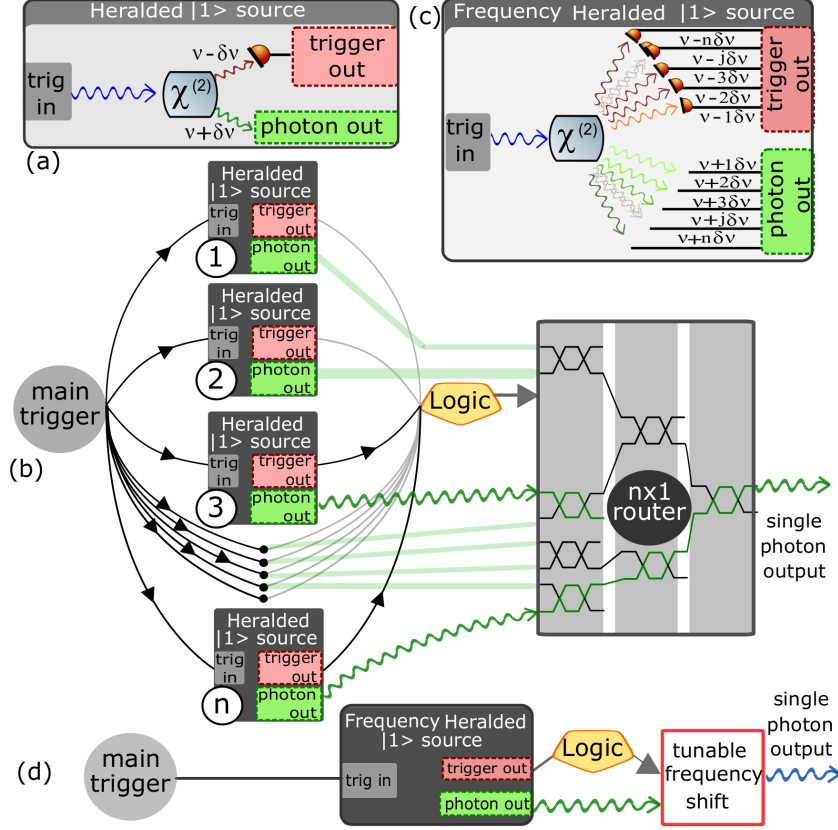 Heralded |1> source
trig
in
χ(2)
ν-δν
ν+δν
trigger
out
photon out
(a)
(c)
Frequency Heralded |1> source
trig
in
χ(2)
ν-nδν
ν-jδν
ν-3δν
ν-2δν
ν-1δν
trigger
out
ν+1δν
ν+2δν
ν+3δν
ν+jδν
ν+nδν
photon
out
(b)
main
trigger
Heralded
|1> source
trig
in
trigger
out
photon
out
1
Heralded
|1> source
trig
in
trigger
out
photon
out
2
Heralded
|1> source
trig
in
trigger
out
photon
out
3
Heralded
|1> source
trig
in
trigger
out
photon
out
n
Logic
nx1
router
single
photon
output
(d)
main
trigger
Frequency Heralded
|1> source
trig in
trigger out
photon out
Logic
tunable
frequency
shift
single
photon
output